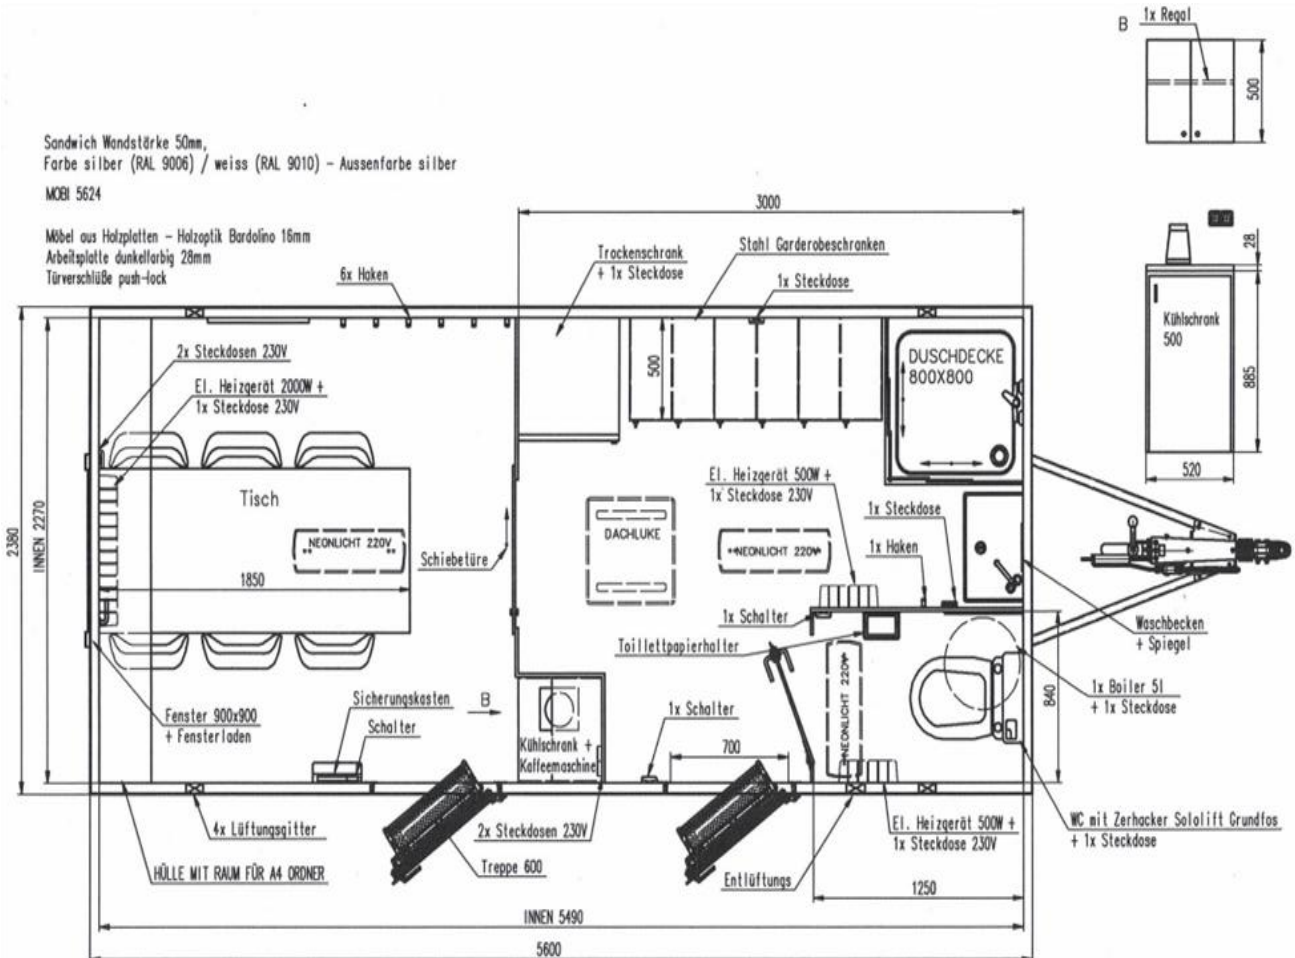 B
1x Regal
500
Sandwich Wandstärke 50mm,
Farbe silber (RAL 9006) / weiss (RAL 9010) - Aussenfarbe silber
MOBI 5624
Möbel aus Holzplatten - Holzoptik Bardolino 16mm
Arbeitsplatte dunkelfarbig 28mm
Türverschlüße push-lock
3000
Trockenschrank
+ 1x Steckdose
Stahl Garderobeschranken
1x Steckdose
6x Haken
28
Kühlschrank
500
885
520
2x Steckdosen 230V
El. Heizgerät 2000W +
1x Steckdose 230V
500
DUSCHDECKE
800X800
Tisch
NEONLICHT 220V
1850
2380
INNEN 2270
Schiebetüre
DACHLUKE
El. Heizgerät 500W +
1x Steckdose 230V
NEONLICHT 220V
1x Steckdose
1x Haken
1x Schalter
Toillettpapierhalter
NEONLICHT 220V
Waschbecken
+ Spiegel
1x Boiler 5l
+ 1x Steckdose
840
Fenster 900x900
+ Fensterladen
Sicherungskasten
Schalter
B
Kühlschrank +
Kaffeemaschine
1x Schalter
700
4x Lüftungsgitter
HÜLLE MIT RAUM FÜR A4 ORDNER
2x Steckdosen 230V
Treppe 600
Entlüftungs
El. Heizgerät 500W +
1x Steckdose 230V
WC mit Zerhacker Sololift Grundfos
+ 1x Steckdose
1250
INNEN 5490
5600